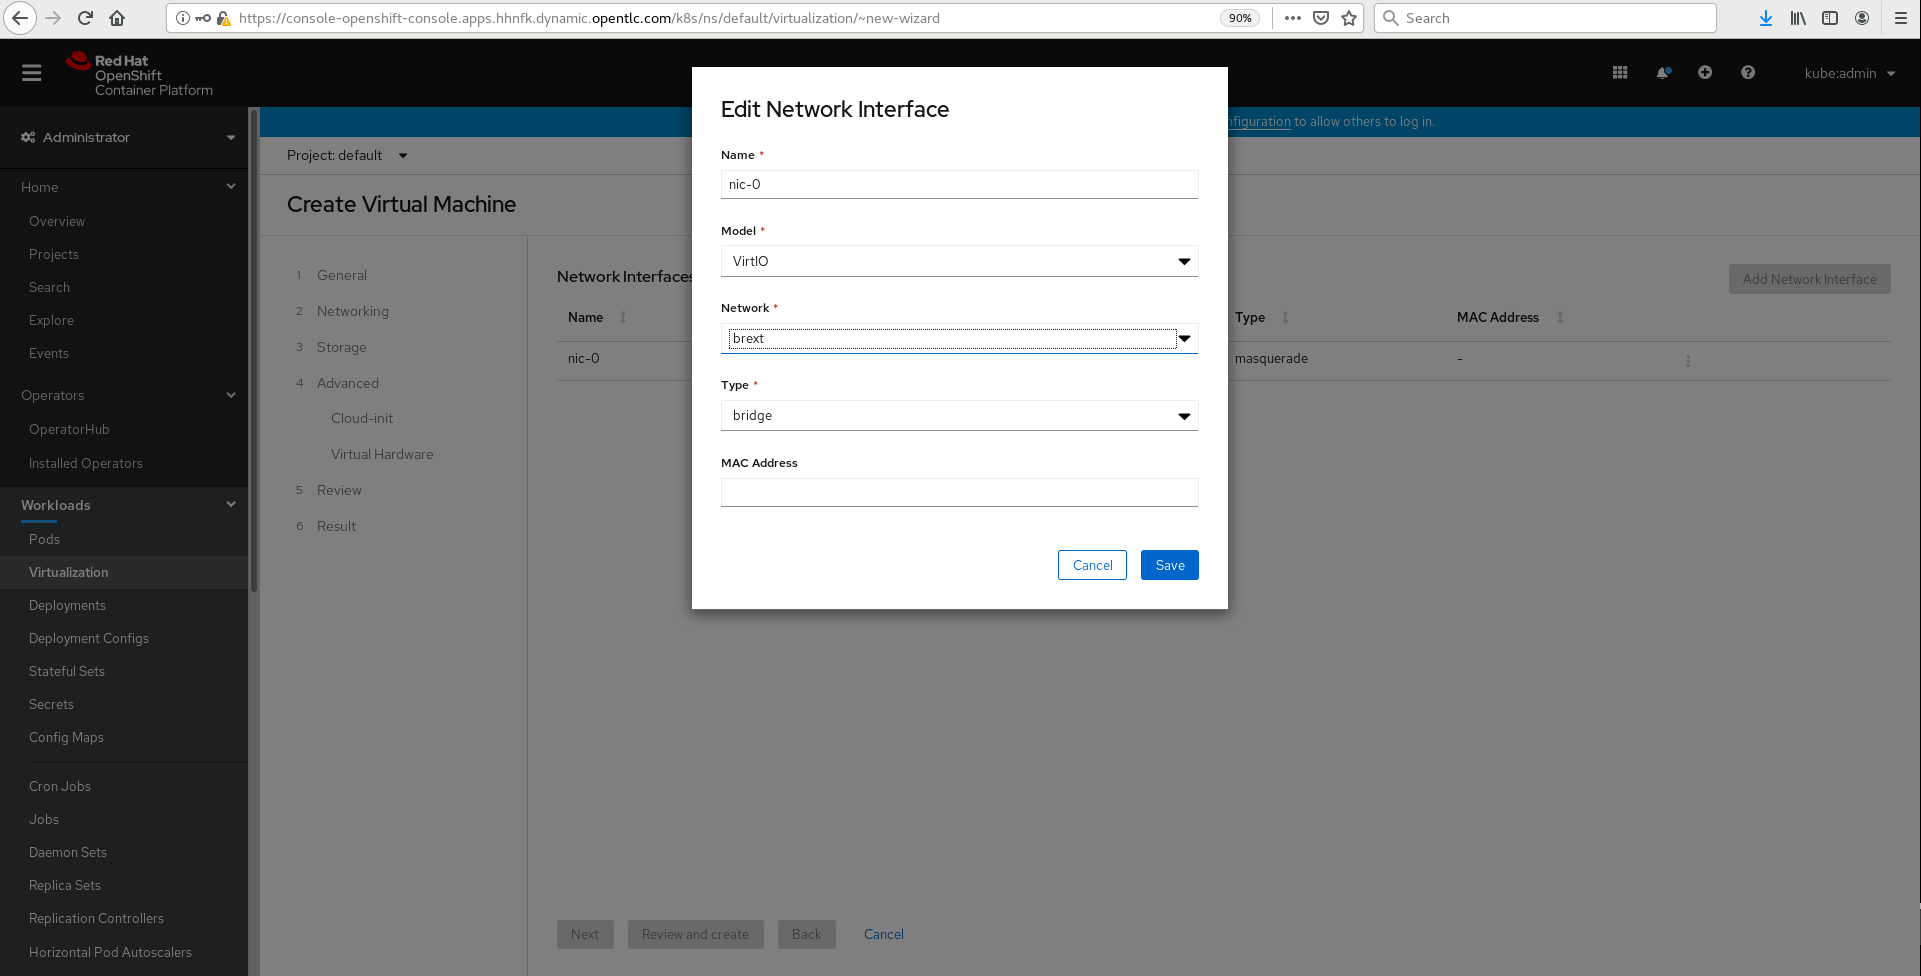 https://console-openshift-console.apps.hhnfk.dynamic.opentlc.com/k8s/ns/default/virtualization/~new-wizard
90%
Search
Red Hat
OpenShift
Container Platform
kube:admin
Administrator
to allow others to log in.
Project: default
Home
Overview
Projects
Search
Explore
Events
Operators
OperatorHub
Installed Operators
Workloads
Pods
Virtualization
Deployments
Deployment Configs
Stateful Sets
Secrets
Config Maps
Cron Jobs
Jobs
Daemon Sets
Replica Sets
Replication Controllers
Horizontal Pod Autoscalers
Create Virtual Machine
1 General
2 Networking
3 Storage
4 Advanced
Cloud-init
Virtual Hardware
5 Review
6 Result
Network Interfaces
Add Network Interface
Name Type MAC Address
nic-0 masquerade -
Edit Network Interface
Name *
nic-0
Model *
VirtIO
Network *
brext
Type *
bridge
MAC Address
Cancel Save
Next Review and create Back Cancel